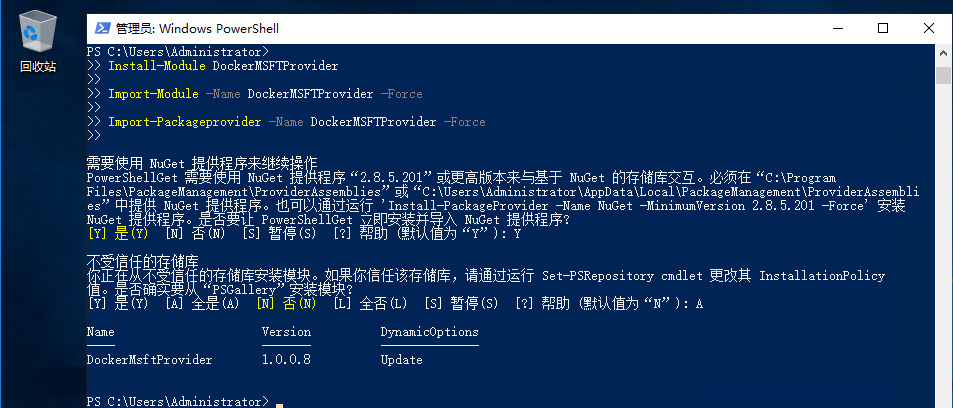 管理员: Windows PowerShell
回收站
PS C:\Users\Administrator>
>> Install-Module DockerMSFTProvider
>>
>> Import-Module -Name DockerMSFTProvider -Force
>>
>> Import-Packageprovider -Name DockerMSFTProvider -Force
>>
需要使用 NuGet 提供程序来继续操作
PowerShellGet 需要使用 NuGet 提供程序“2.8.5.201”或更高版本来与基于 NuGet 的存储库交互。必须在“C:\Program
Files\PackageManagement\ProviderAssemblies”或“C:\Users\Administrator\AppData\Local\PackageManagement\ProviderAssembli
es”中提供 NuGet 提供程序。也可以通过运行 'Install-PackageProvider -Name NuGet -MinimumVersion 2.8.5.201 -Force' 安装
NuGet 提供程序。是否要让 PowerShellGet 立即安装并导入 NuGet 提供程序?
[Y] 是(Y)  [N] 否(N)  [S] 暂停(S)  [?] 帮助 (默认值为“Y”): Y
不受信任的存储库
你正在从不受信任的存储库安装模块。如果你信任该存储库，请通过运行 Set-PSRepository cmdlet 更改其 InstallationPolicy
值。是否确实要从“PSGallery”安装模块?
[Y] 是(Y)  [A] 全是(A)  [N] 否(N)  [L] 全否(L)  [S] 暂停(S)  [?] 帮助 (默认值为“N”): A
Name Version DynamicOptions
---- ------- --------------
DockerMsftProvider 1.0.0.8 Update
PS C:\Users\Administrator>